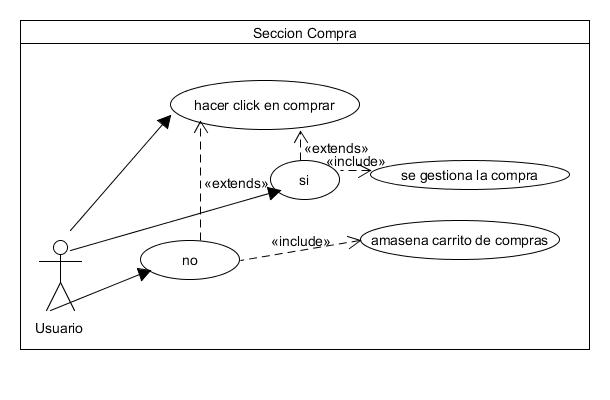 Seccion Compra
hacer click en comprar
«extends»
«include»
si
se gestiona la compra
«extends»
«include»
amasena carrito de compras
no
Usuario